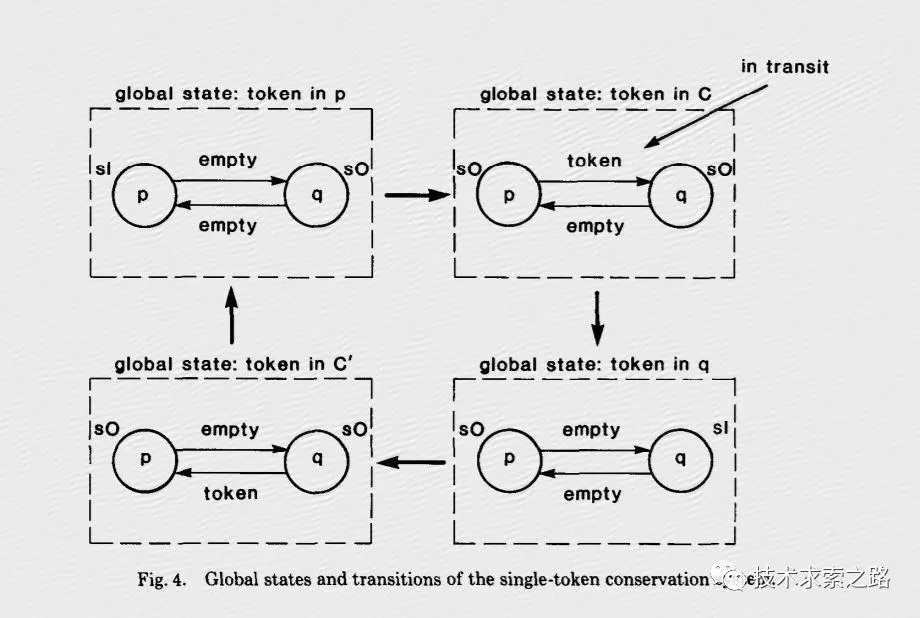 in transit
global state: token in p
global state: token in C
sI
empty
sO
p
q
empty
sO
token
sO
p
q
empty
global state: token in C′
global state: token in q
sO
empty
sO
p
q
token
sO
empty
sI
p
q
empty
Fig. 4. Global states and transitions of the single-token conservation
技术求索之路